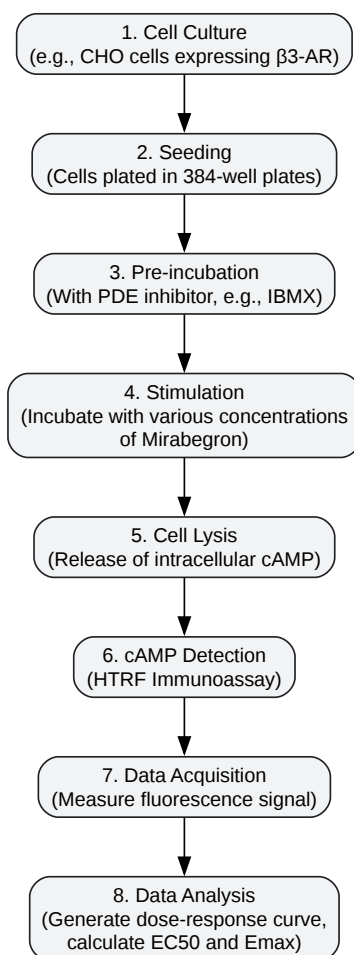 1. Cell Culture
(e.g., CHO cells expressing β3-AR)
2. Seeding
(Cells plated in 384-well plates)
3. Pre-incubation
(With PDE inhibitor, e.g., IBMX)
4. Stimulation
(Incubate with various concentrations
of Mirabegron)
5. Cell Lysis
(Release of intracellular cAMP)
6. cAMP Detection
(HTRF Immunoassay)
7. Data Acquisition
(Measure fluorescence signal)
8. Data Analysis
(Generate dose-response curve,
calculate EC50 and Emax)